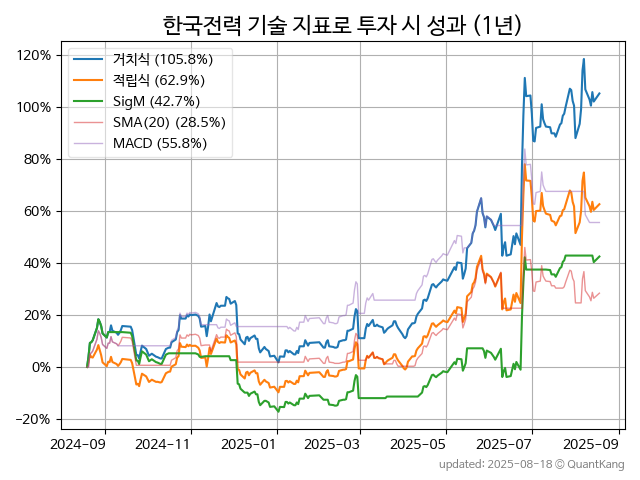 한국전력 기술 지표로 투자 시 성과 (1년)
거치식 (105.8%)
적립식 (62.9%)
SigM (42.7%)
SMA(20) (28.5%)
MACD (55.8%)
120%
100%
80%
60%
40%
20%
0%
−20%
2024-09 2024-11 2025-01 2025-03 2025-05 2025-07 2025-09
updated: 2025-08-18 © QuantKang